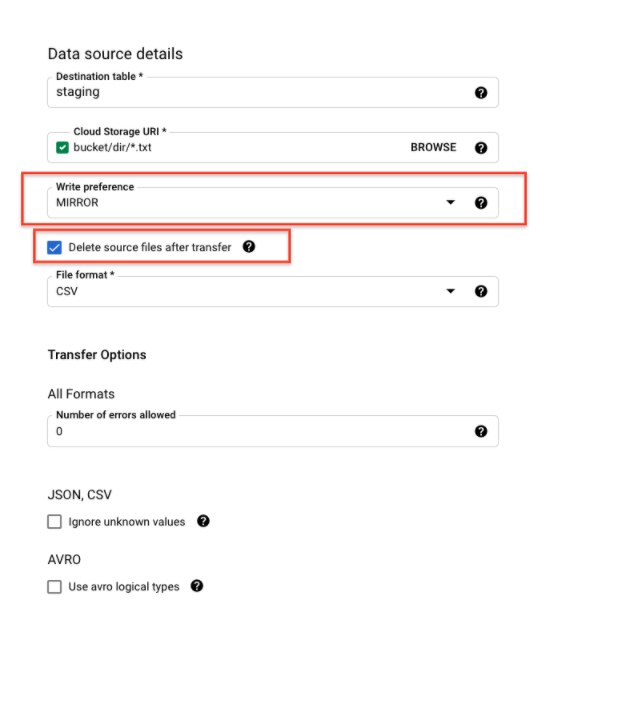 Data source details
Destination table *
staging
Cloud Storage URI *
bucket/dir/*.txt BROWSE
Write preference
MIRROR
Delete source files after transfer
File format *
CSV
Transfer Options
All Formats
Number of errors allowed
0
JSON, CSV
Ignore unknown values
AVRO
Use avro logical types